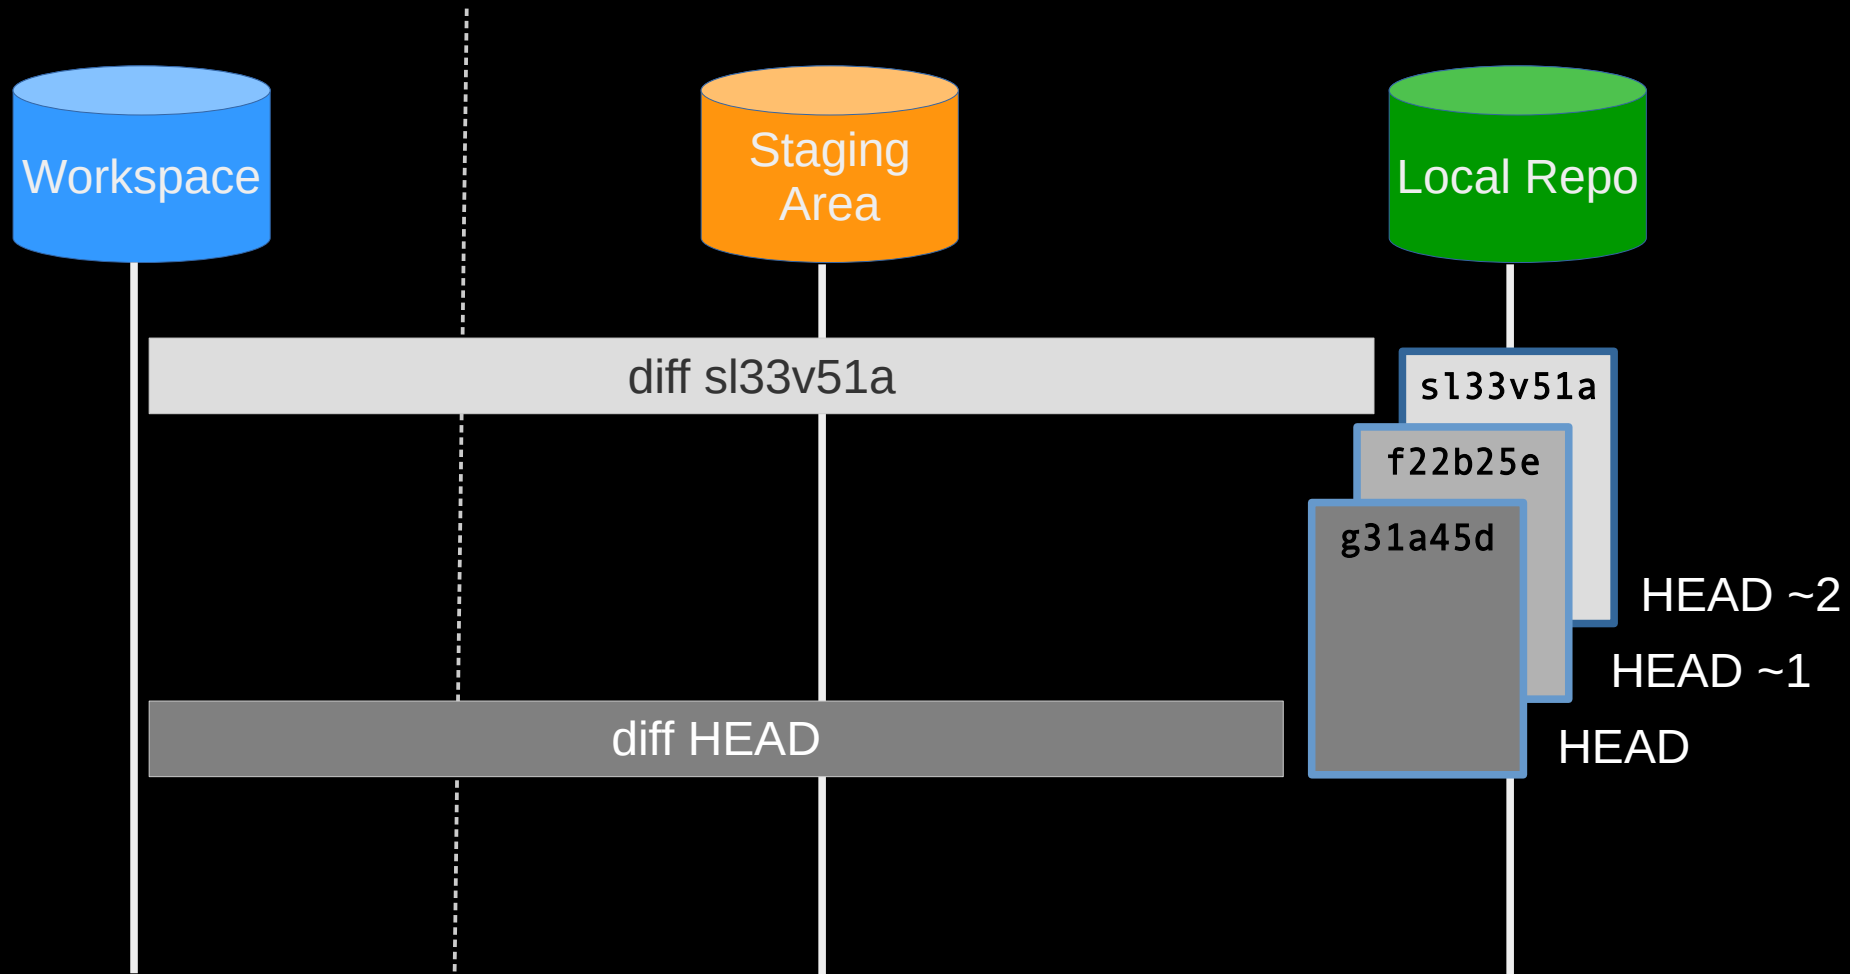 Workspace
Staging
Area
Local Repo
diff sl33v51a
sl33v51a
f22b25e
g31a45d
HEAD ~2
HEAD ~1
diff HEAD
HEAD